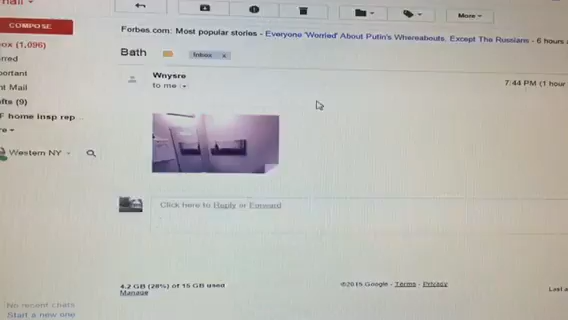 COMPOSE
More
Forbes.com: Most popular stories - Everyone 'Worried' About Putin's Whereabouts, Except The Russians - 6 hours
ox (1,096)
Bath
Inbox x
rred
portant
Wnysre
7:44 PM (1 hour
to me
t Mail
fts (9)
F home insp rep...
re
Western NY
Click here to Reply or Forward
4.2 GB (28%) of 15 GB used
Manage
©2015 Google - Terms - Privacy
Last a
No recent chats
Start a new one